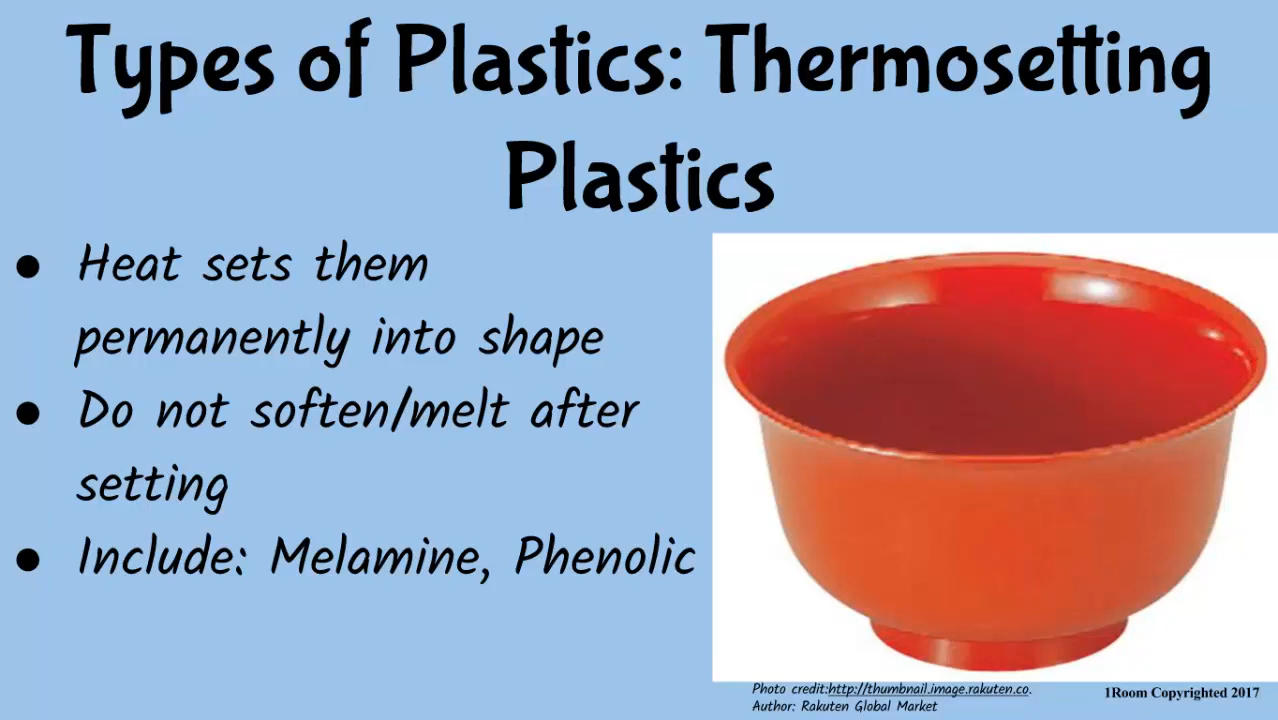 Types of Plastics: Thermosetting
Plastics
● Heat sets them
permanently into shape
● Do not soften/melt after
setting
● Include: Melamine, Phenolic
Photo credit:http://thumbnail.image.rakuten.co.
Author: Rakuten Global Market
1Room Copyrighted 2017